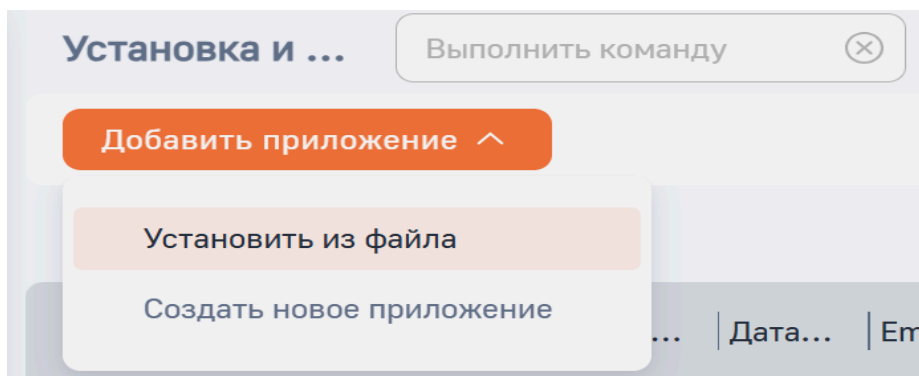 Установка и ... Выполнить команду
Добавить приложение
Установить из файла
Создать новое приложение
... Дата... Em